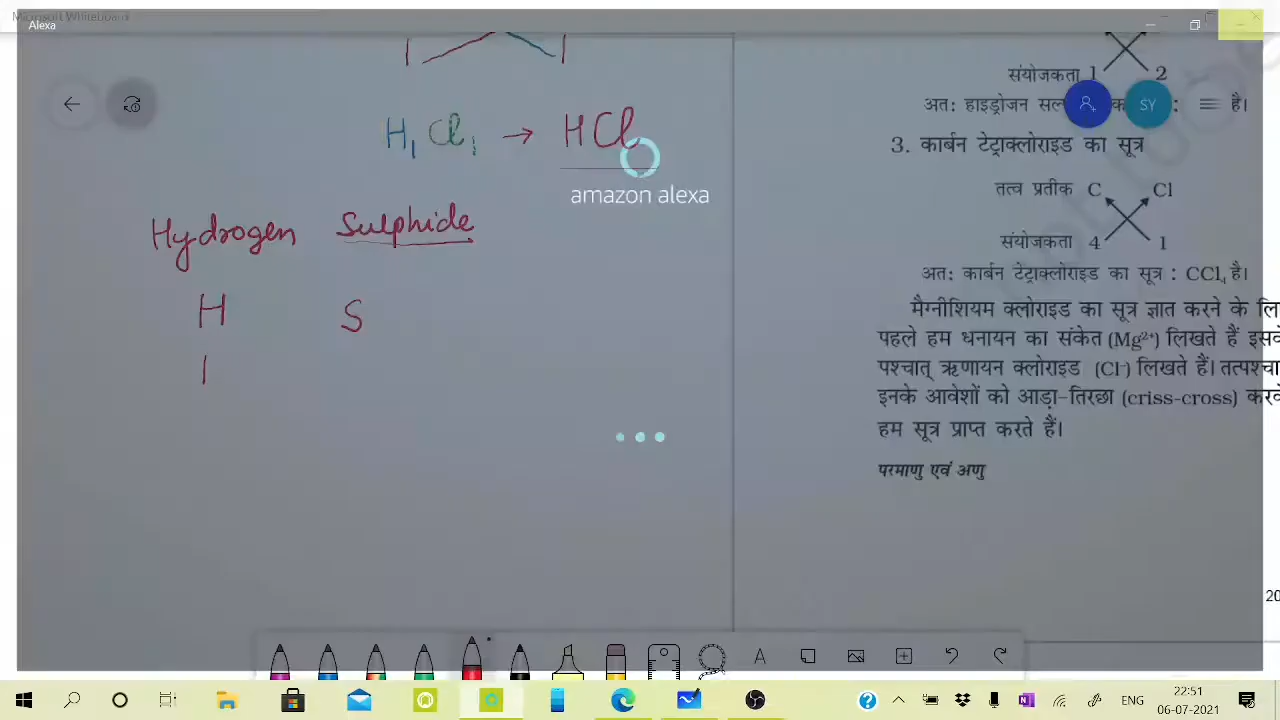 Microsoft Whiteboard
Alexa
H1 Cl1 → HCl
amazon alexa
Hydrogen Sulphide
H S
1
संयोजकता 1 2
अत: हाइड्रोजन : है।
SY
3. कार्बन टेट्राक्लोराइड का सूत्र
तत्व प्रतीक C Cl
संयोजकता 4 1
अत: कार्बन टेट्राक्लोराइड का सूत्र : CCl4 है।
मैग्नीशियम क्लोराइड का सूत्र ज्ञात करने के लि
पहले हम धनायन का संकेत (Mg²⁺) लिखते हैं इसवे
पश्चात् ऋणायन क्लोराइड (Cl⁻) लिखते हैं। तत्पश्चा
इनके आवेशों को आड़ा-तिरछा (criss-cross) करवे
हम सूत्र प्राप्त करते हैं।
परमाणु एवं अणु
20
A
ENG
22:51
06-07-2021